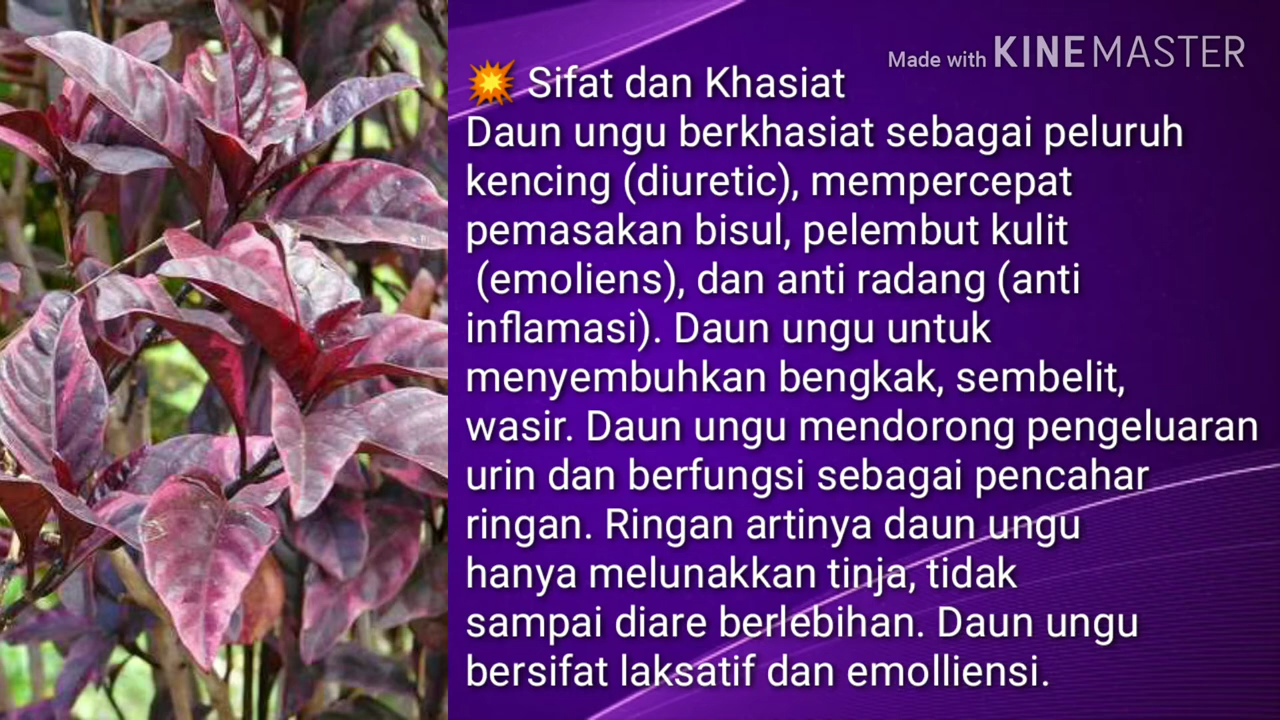 Made with KINEMASTER
💥 Sifat dan Khasiat
Daun ungu berkhasiat sebagai peluruh
kencing (diuretic), mempercepat
pemasakan bisul, pelembut kulit
(emoliens), dan anti radang (anti
inflamasi). Daun ungu untuk
menyembuhkan bengkak, sembelit,
wasir. Daun ungu mendorong pengeluaran
urin dan berfungsi sebagai pencahar
ringan. Ringan artinya daun ungu
hanya melunakkan tinja, tidak
sampai diare berlebihan. Daun ungu
bersifat laksatif dan emolliensi.